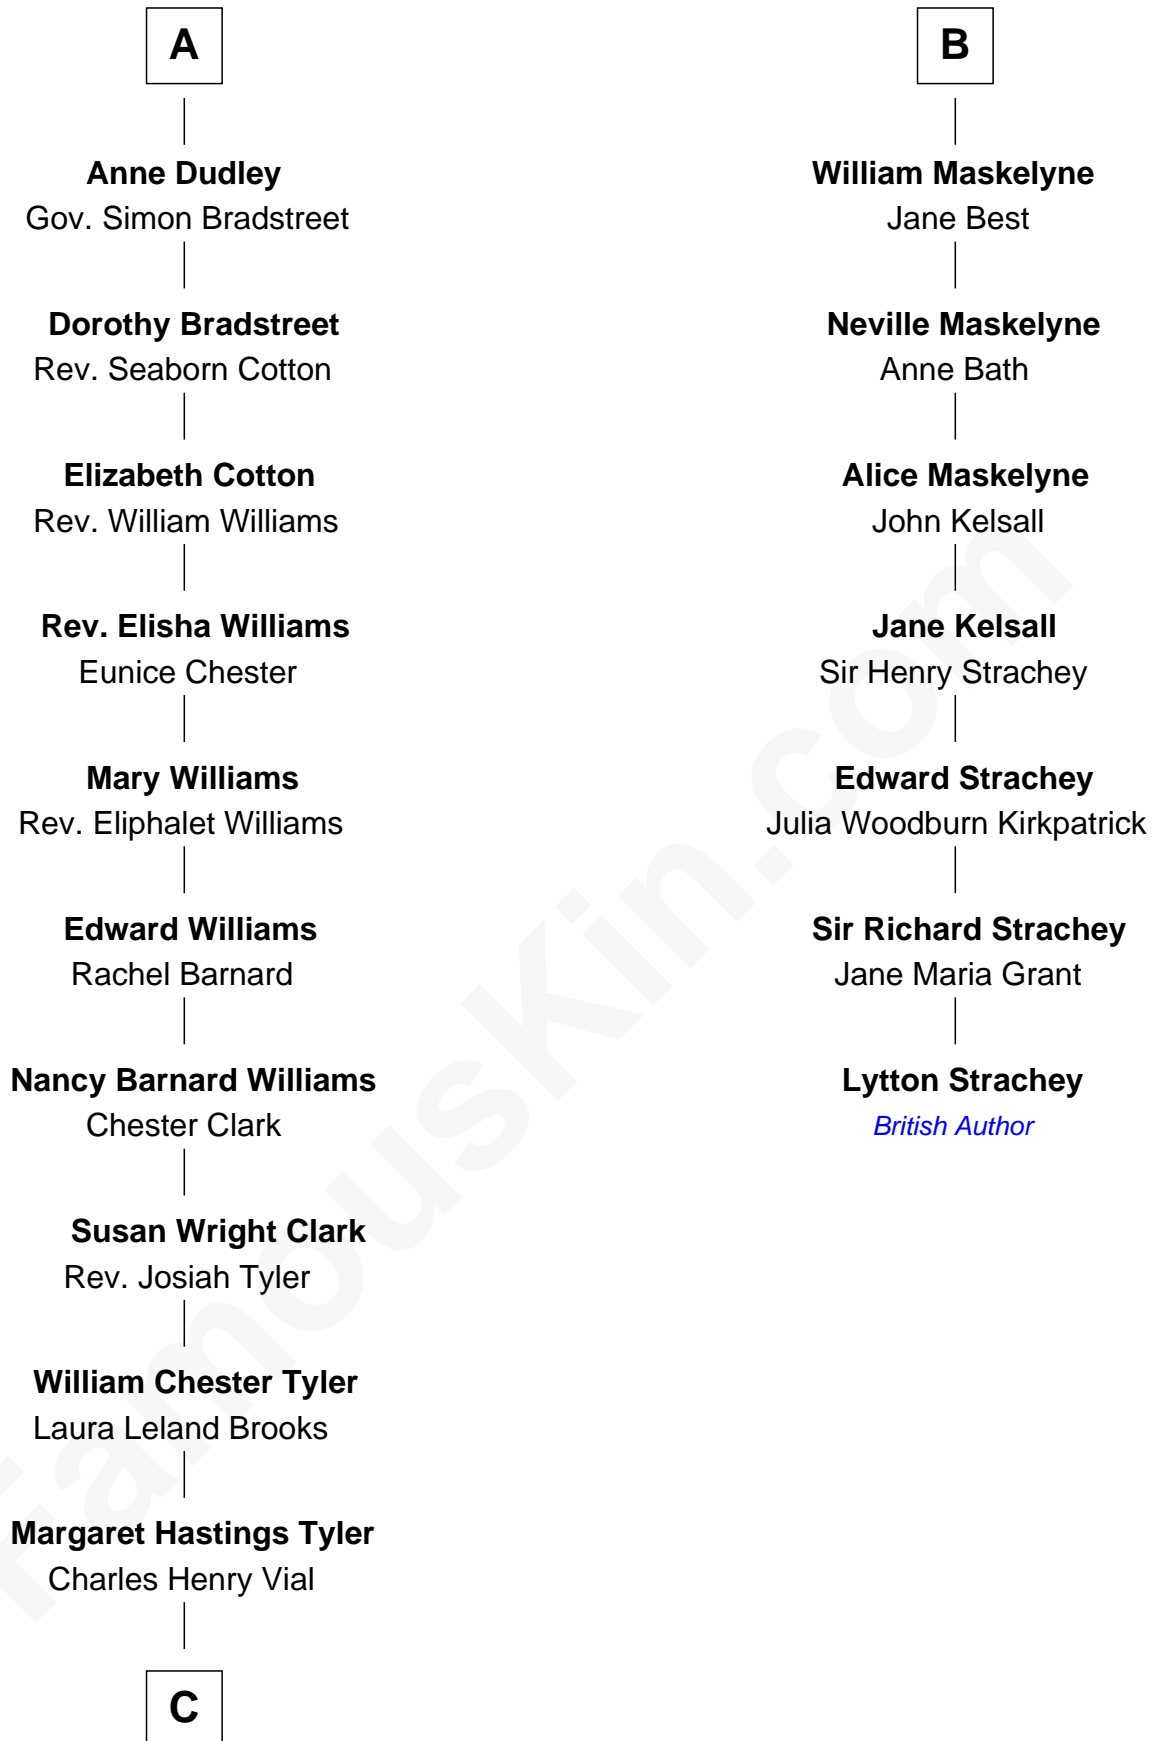 A
Anne Dudley
Gov. Simon Bradstreet
Dorothy Bradstreet
Rev. Seaborn Cotton
Elizabeth Cotton
Rev. William Williams
Rev. Elisha Williams
Eunice Chester
Mary Williams
Rev. Eliphalet Williams
Edward Williams
Rachel Barnard
Nancy Barnard Williams
Chester Clark
Susan Wright Clark
Rev. Josiah Tyler
William Chester Tyler
Laura Leland Brooks
Margaret Hastings Tyler
Charles Henry Vial
C
B
William Maskelyne
Jane Best
Neville Maskelyne
Anne Bath
Alice Maskelyne
John Kelsall
Jane Kelsall
Sir Henry Strachey
Edward Strachey
Julia Woodburn Kirkpatrick
Sir Richard Strachey
Jane Maria Grant
Lytton Strachey
British Author
FamousKin.com